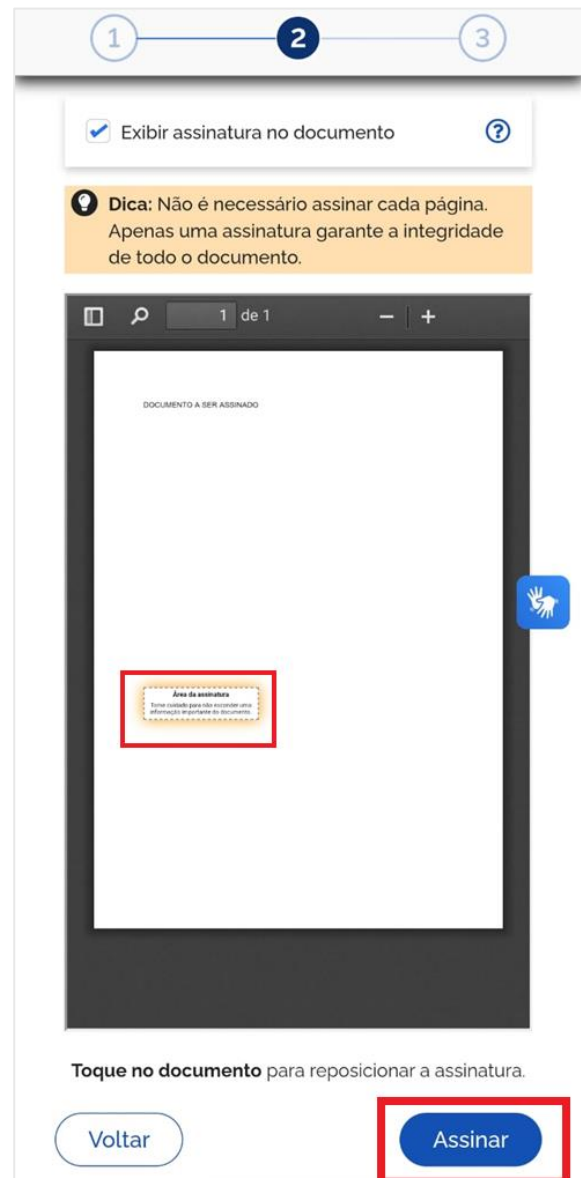 1 2 3
Exibir assinatura no documento ?
Dica: Não é necessário assinar cada página.
Apenas uma assinatura garante a integridade
de todo o documento.
1 de 1
DOCUMENTO A SER ASSINADO
Área da assinatura
Tome cuidado para não esconder uma
informação importante do documento.
Toque no documento para reposicionar a assinatura.
Voltar Assinar